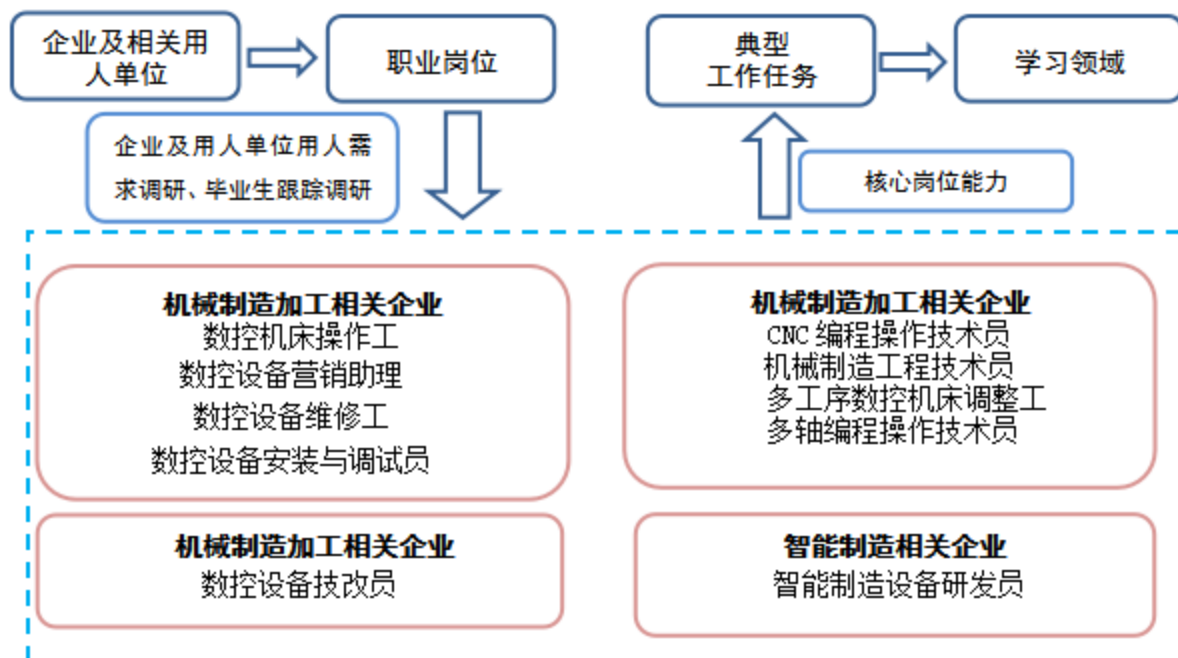 企业及相关用
人单位
职业岗位
典型
工作任务
学习领域
企业及用人单位用人需
求调研、毕业生跟踪调研
核心岗位能力
机械制造加工相关企业
数控机床操作工
数控设备营销助理
数控设备维修工
数控设备安装与调试员
机械制造加工相关企业
CNC 编程操作技术员
机械制造工程技术员
多工序数控机床调整工
多轴编程操作技术员
机械制造加工相关企业
数控设备技改员
智能制造相关企业
智能制造设备研发员